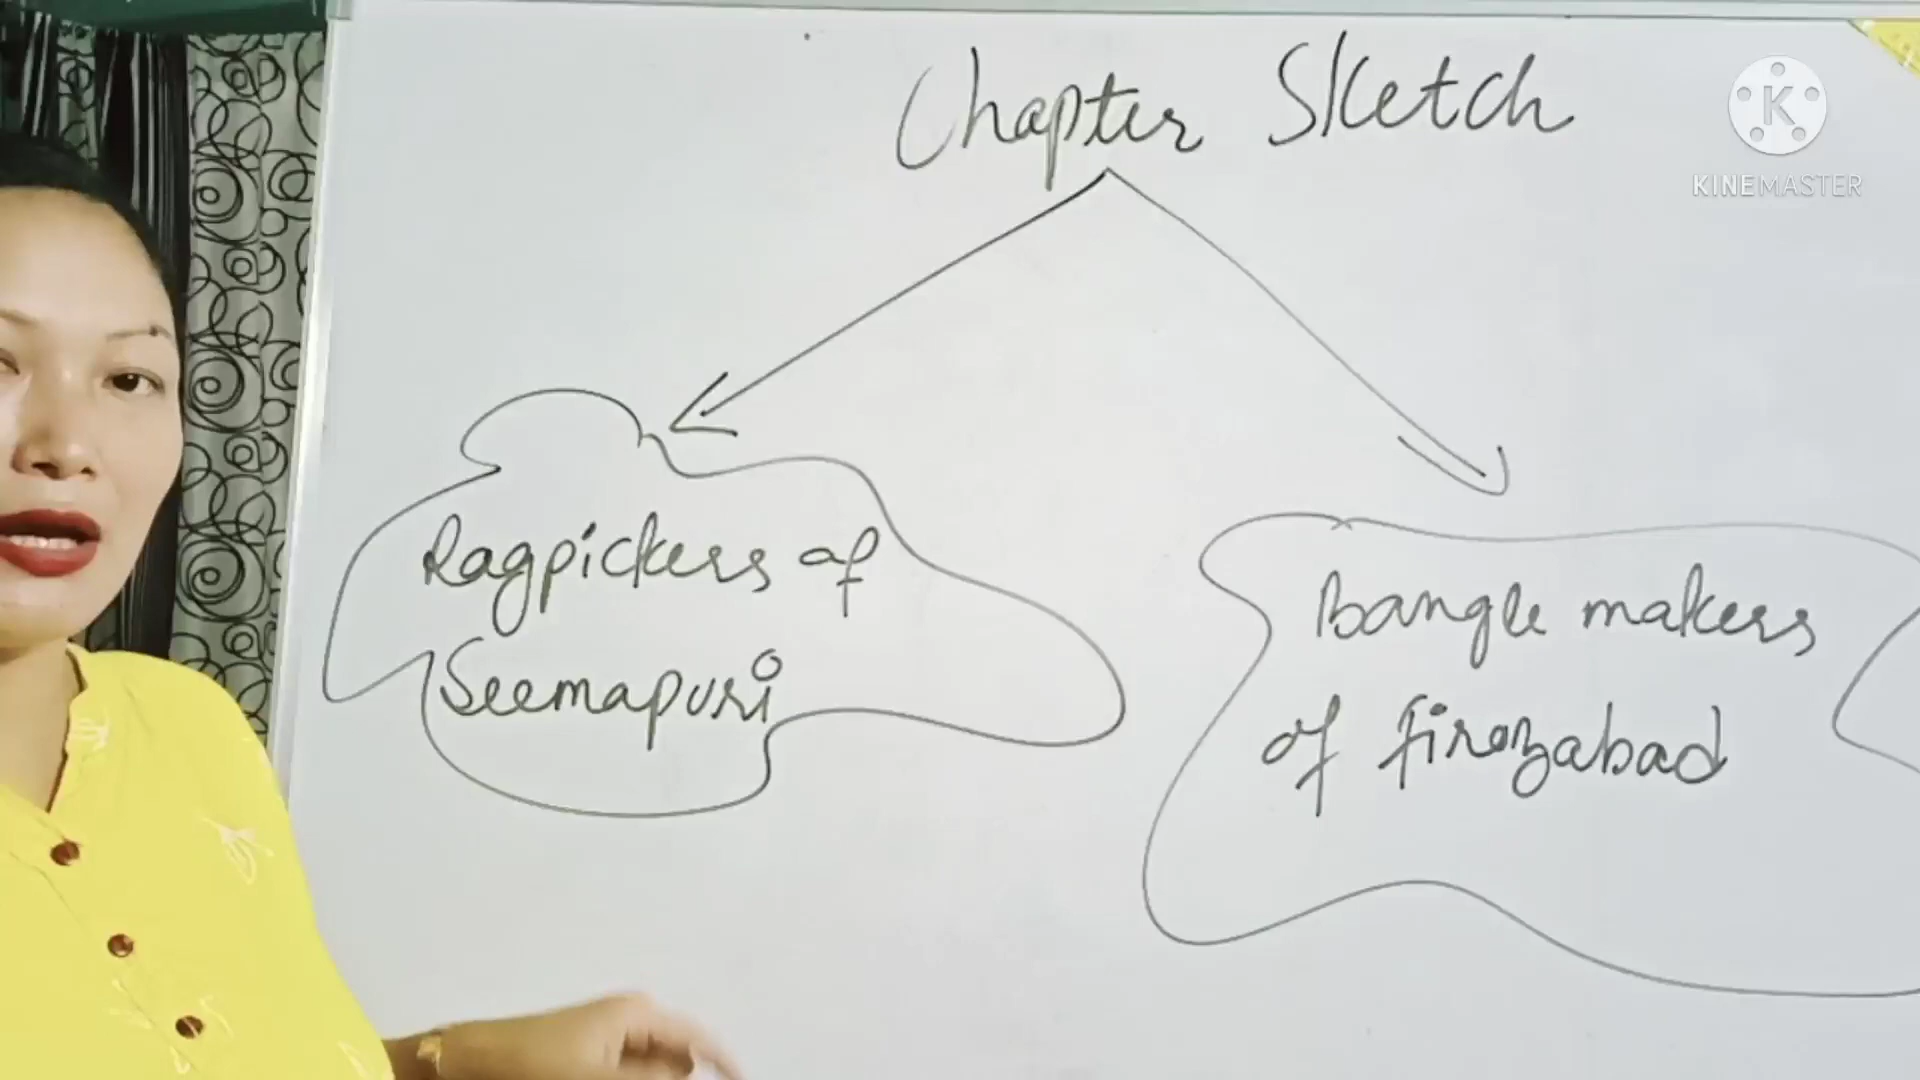 Chapter Sketch
KINEMASTER
Ragpickers of
Seemapuri
Bangle makers
of firozabad